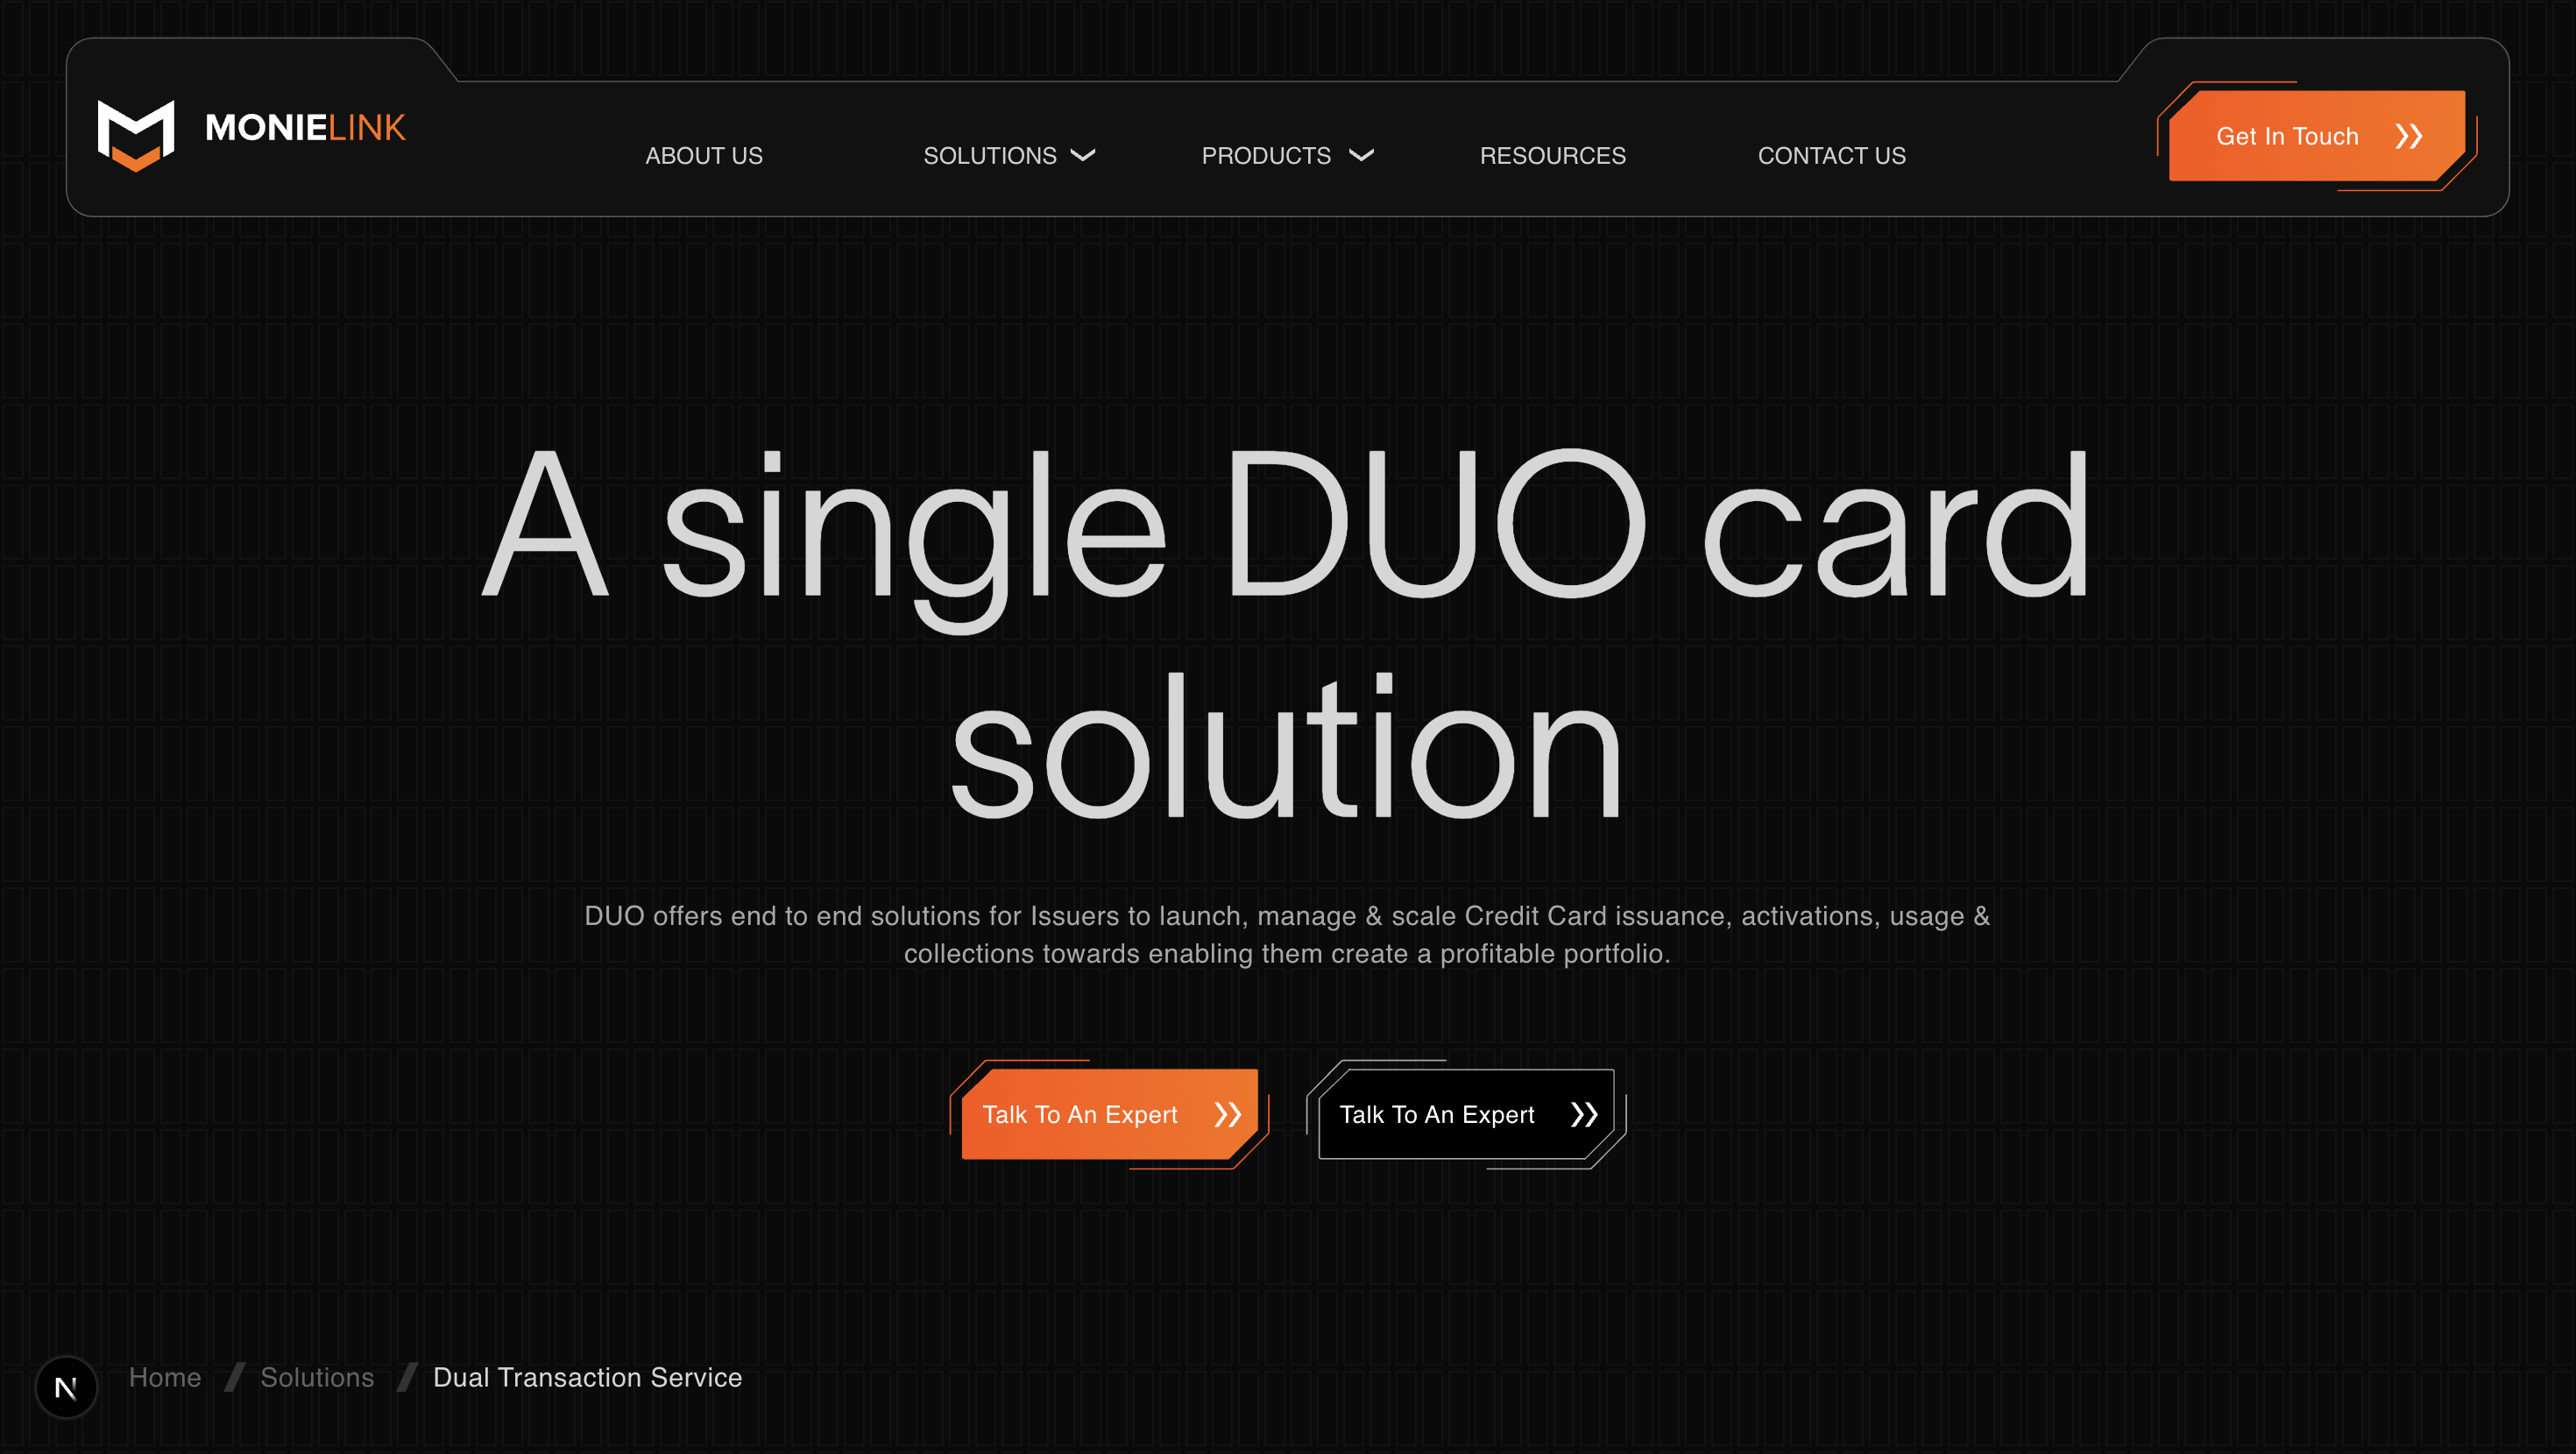 MONIELINK
ABOUT US
SOLUTIONS
PRODUCTS
RESOURCES
CONTACT US
Get In Touch
A single DUO card
solution
DUO offers end to end solutions for Issuers to launch, manage & scale Credit Card issuance, activations, usage &
collections towards enabling them create a profitable portfolio.
Talk To An Expert
Talk To An Expert
N
Home / Solutions / Dual Transaction Service